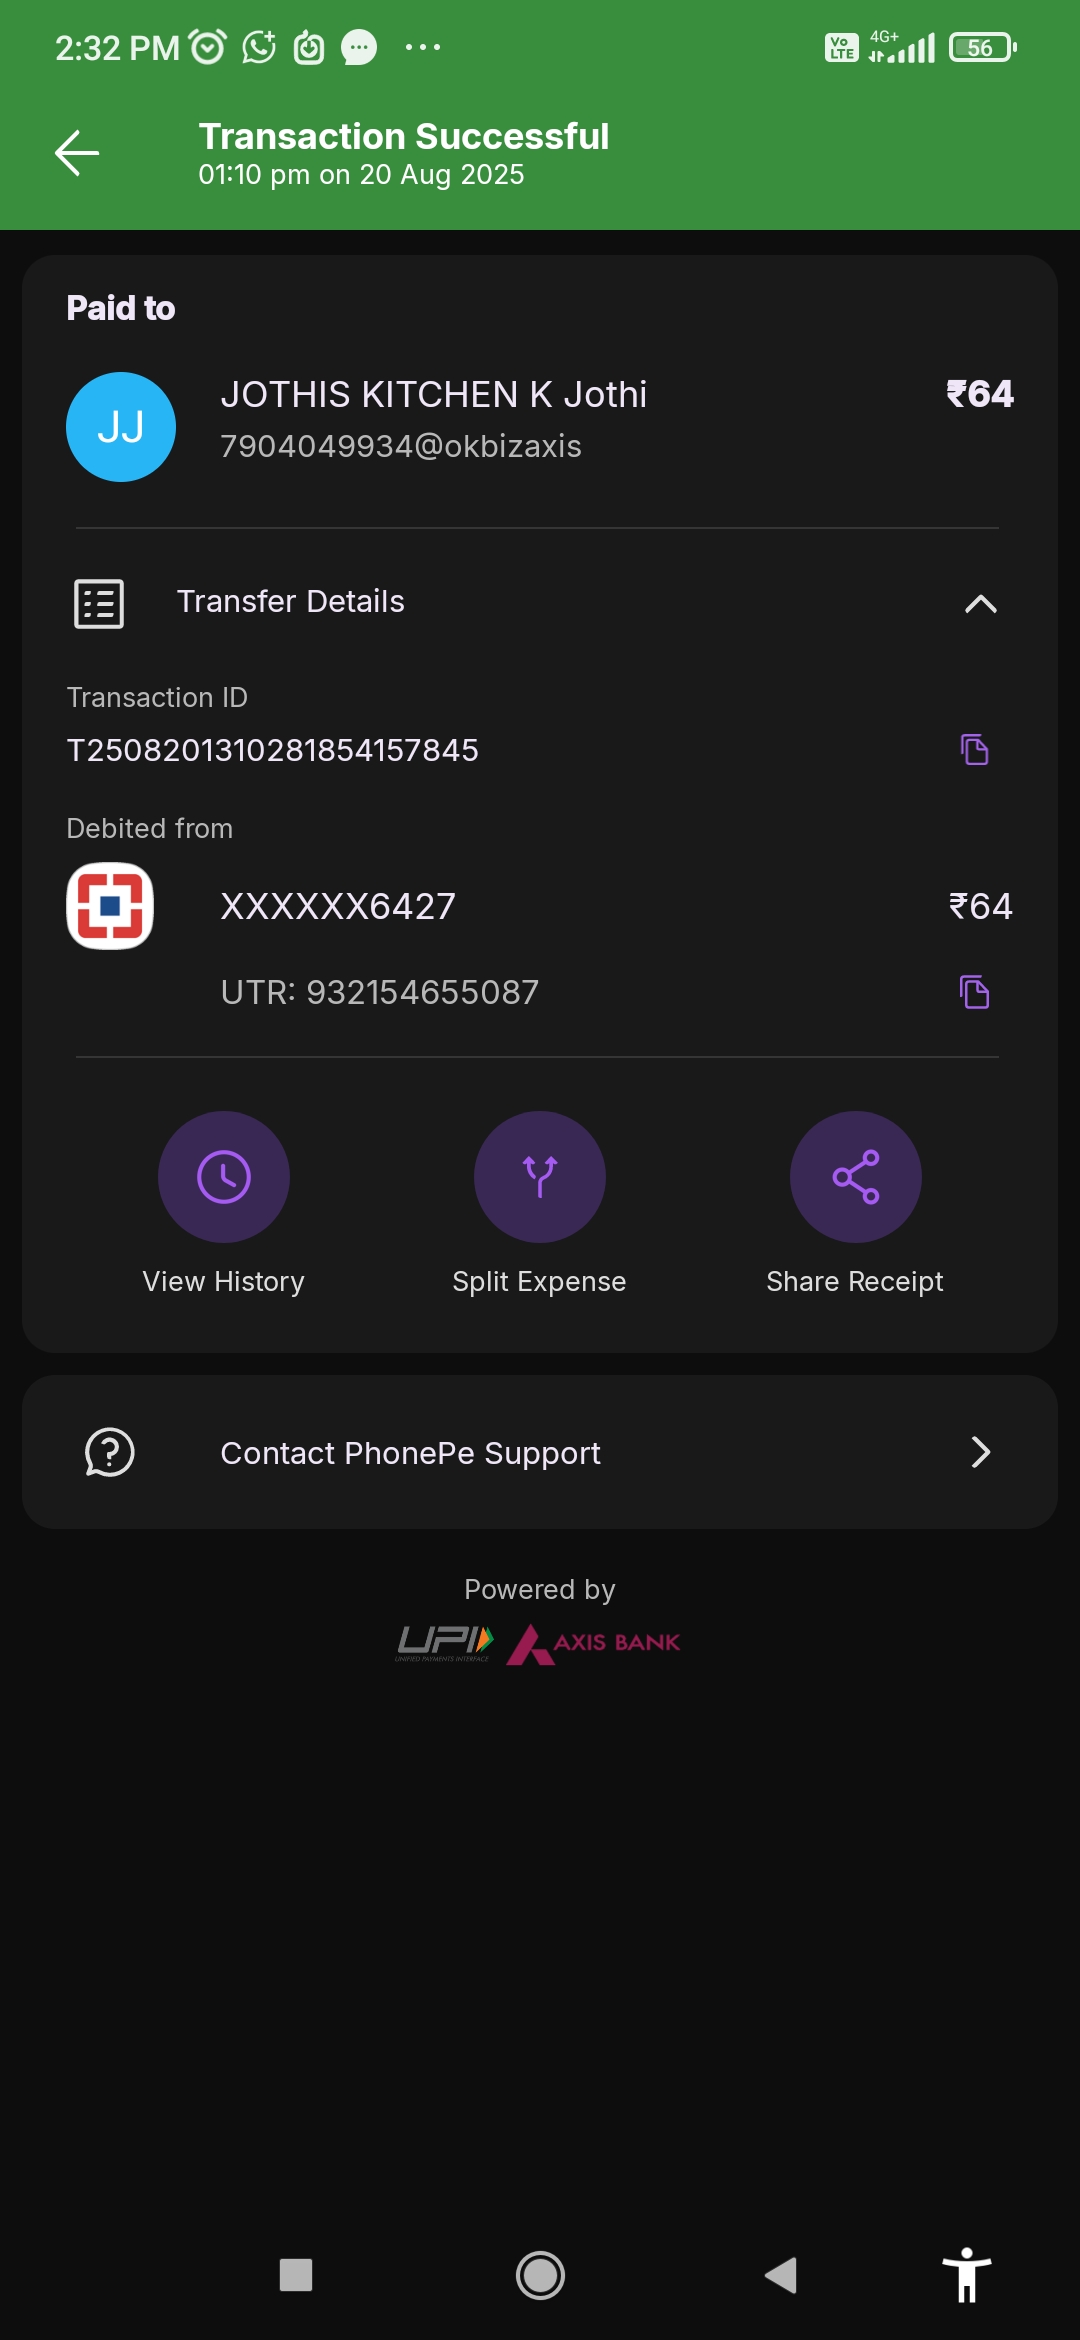 2:32 PM
Vo LTE 4G+ 56
Transaction Successful
01:10 pm on 20 Aug 2025
Paid to
JJ
JOTHIS KITCHEN K Jothi ₹64
7904049934@okbizaxis
Transfer Details
Transaction ID
T2508201310281854157845
Debited from
XXXXXX6427 ₹64
UTR: 932154655087
View History Split Expense Share Receipt
Contact PhonePe Support
Powered by
UPI AXIS BANK
UNIFIED PAYMENTS INTERFACE